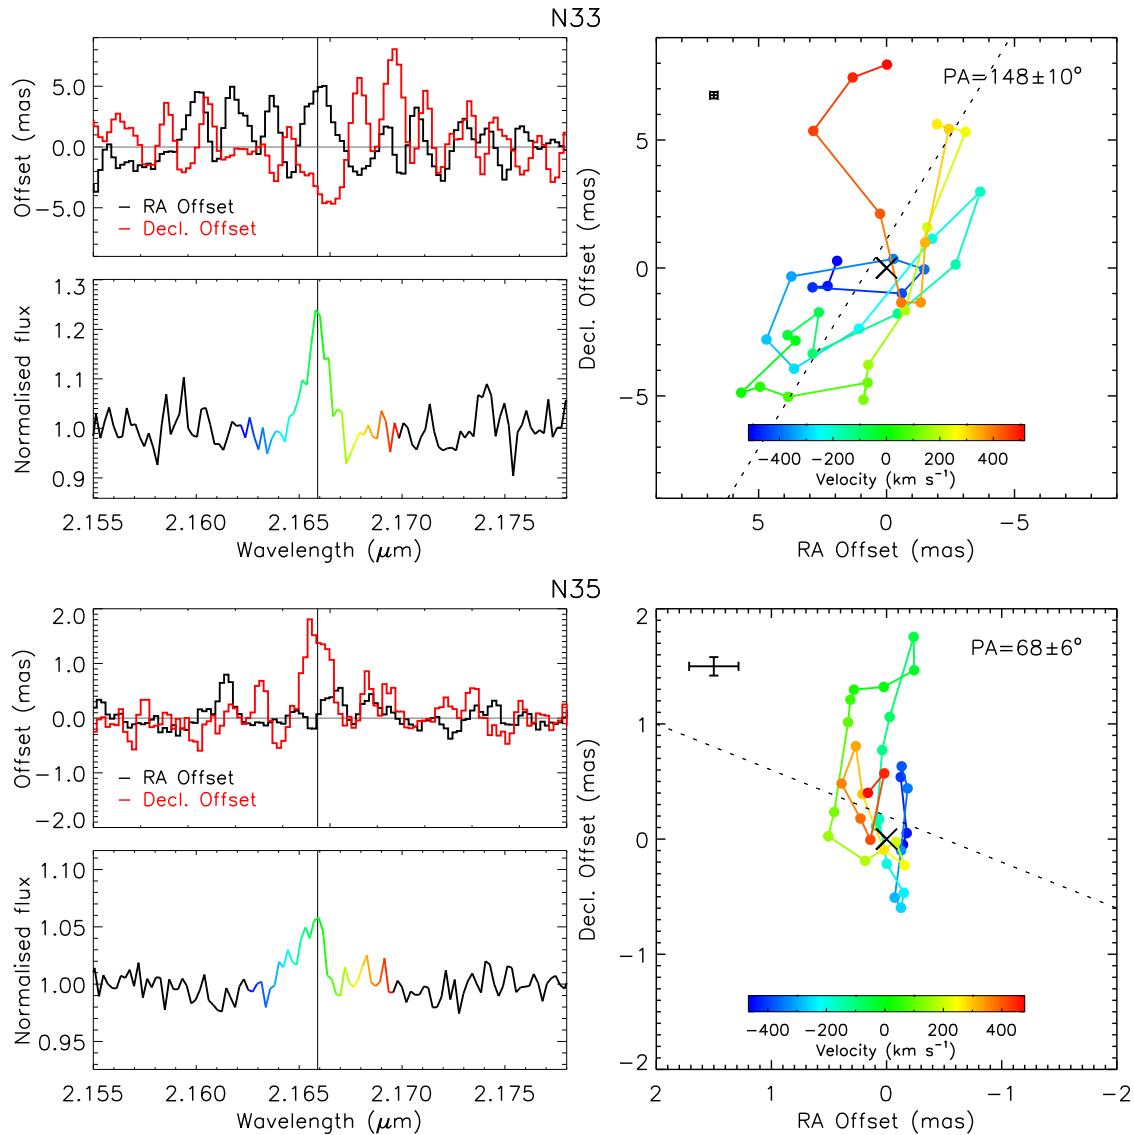 N33
Offset (mas)
5.0
0.0
−5.0
RA Offset
Decl. Offset
Normalised flux
1.3
1.2
1.1
1.0
0.9
2.155 2.160 2.165 2.170 2.175
Wavelength (μm)
PA=148±10°
Decl. Offset (mas)
5
0
−5
−400 −200 0 200 400
Velocity (km s⁻¹)
5 0 −5
RA Offset (mas)
N35
Offset (mas)
2.0
1.0
0.0
−1.0
−2.0
RA Offset
Decl. Offset
Normalised flux
1.10
1.05
1.00
0.95
2.155 2.160 2.165 2.170 2.175
Wavelength (μm)
PA=68±6°
Decl. Offset (mas)
2
1
0
−1
−2
−400 −200 0 200 400
Velocity (km s⁻¹)
2 1 0 −1 −2
RA Offset (mas)